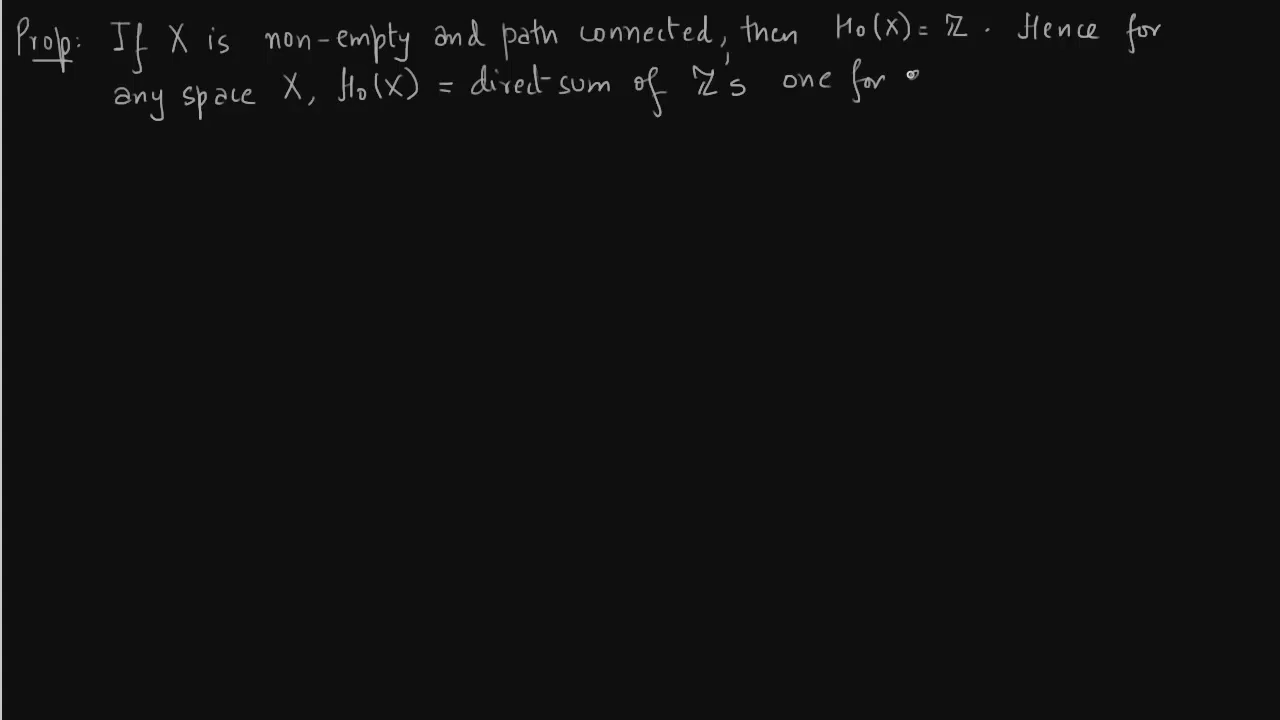 Prop: If X is non-empty and path connected, then H₀(X) = ℤ. Hence for
any space X, H₀(X) = direct sum of ℤ's one for